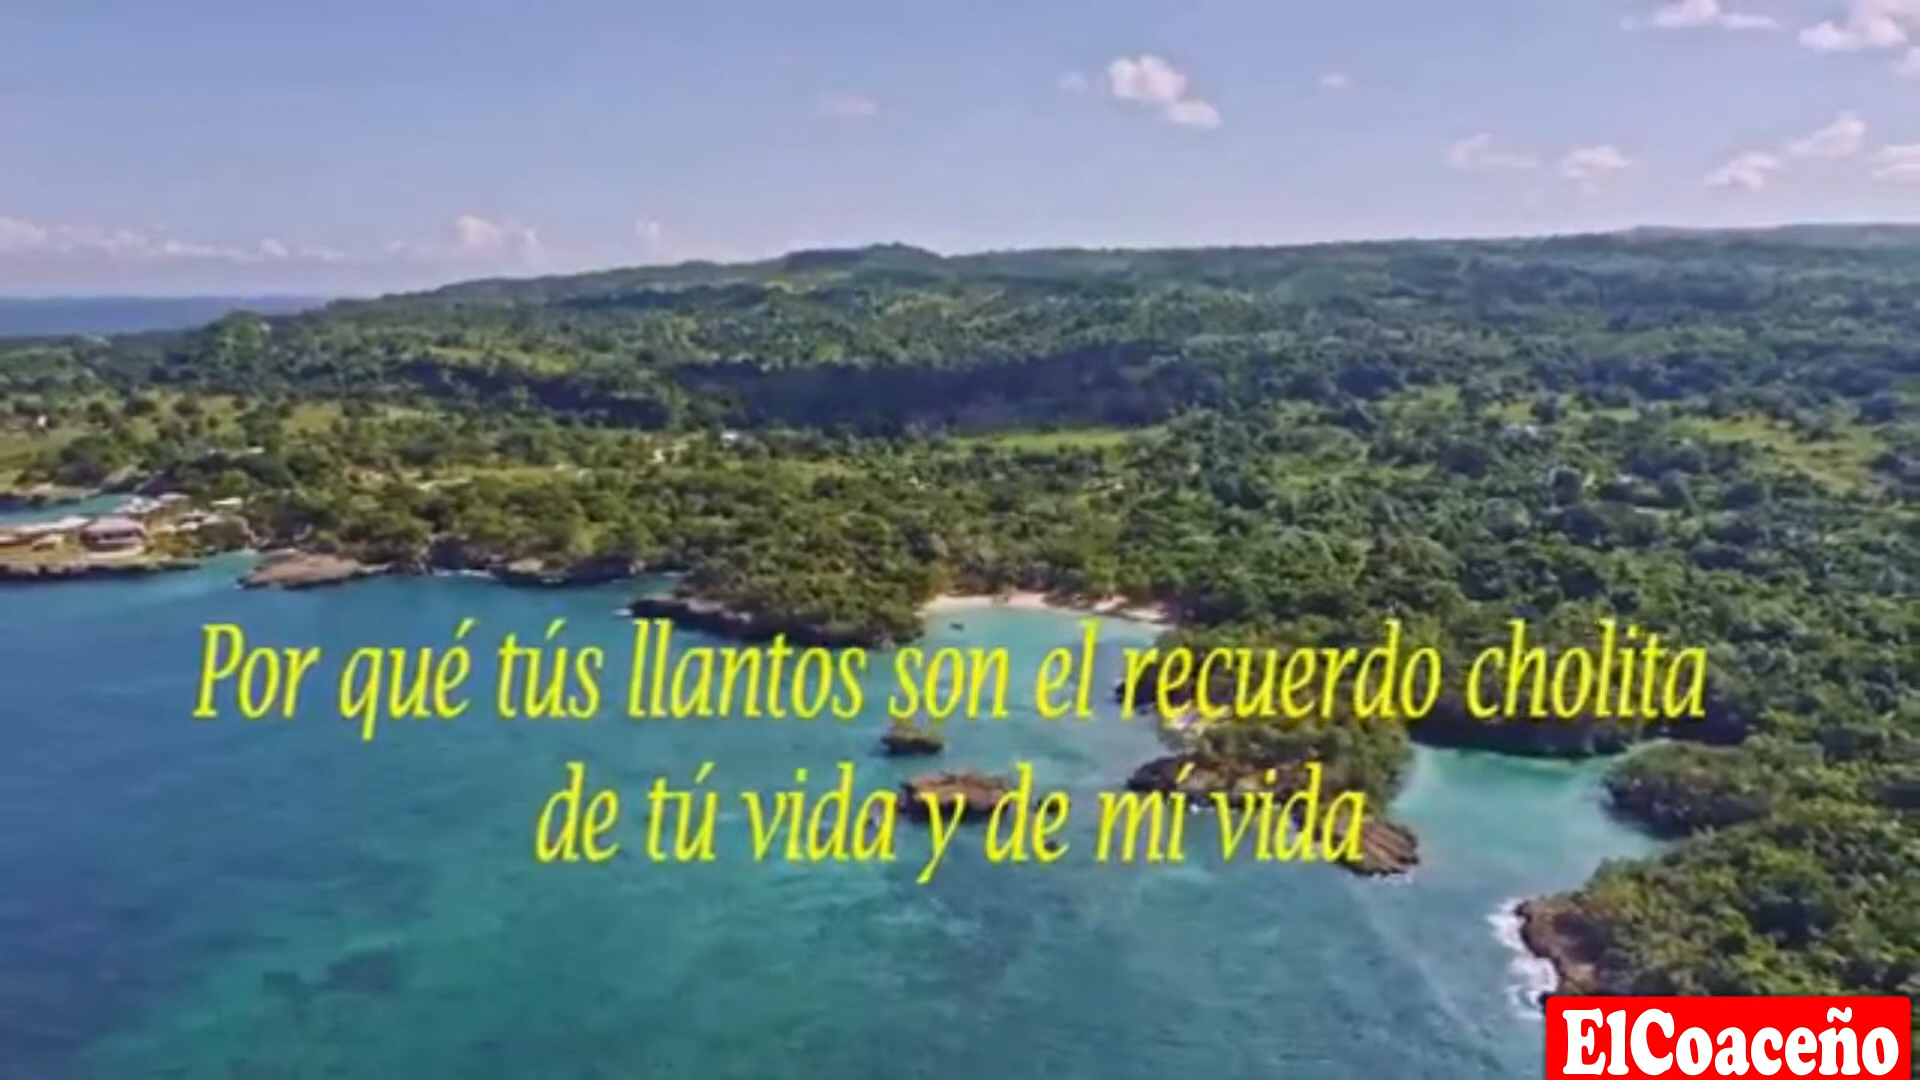 Por qué tús llantos son el recuerdo cholita
de tú vida y de mí vida
ElCoaceño